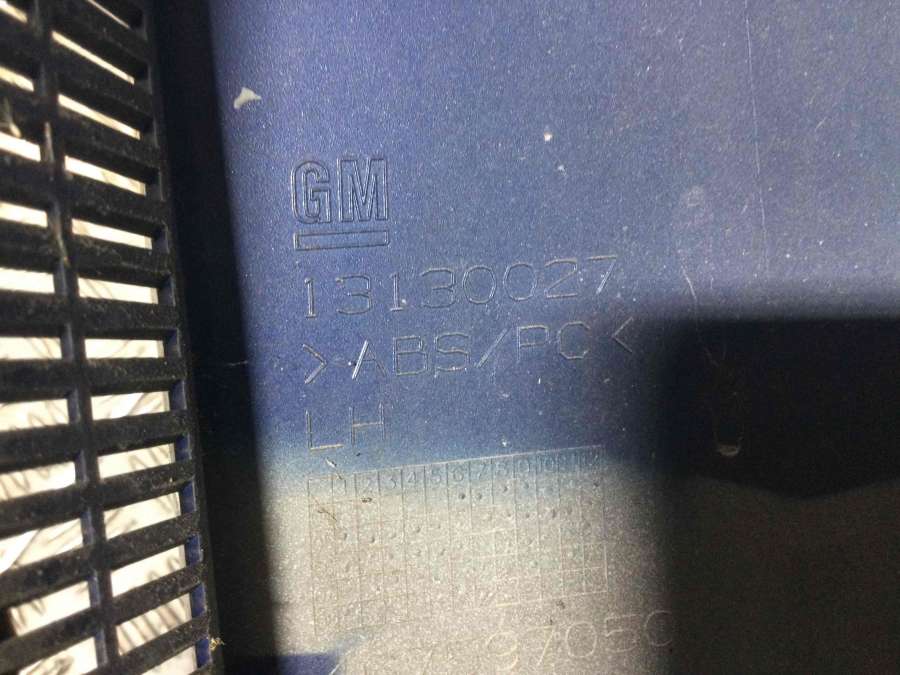 GM
13130027
>ABS/PC<
LH
1 2 3 4 5 6 7 8 9 10 11 12